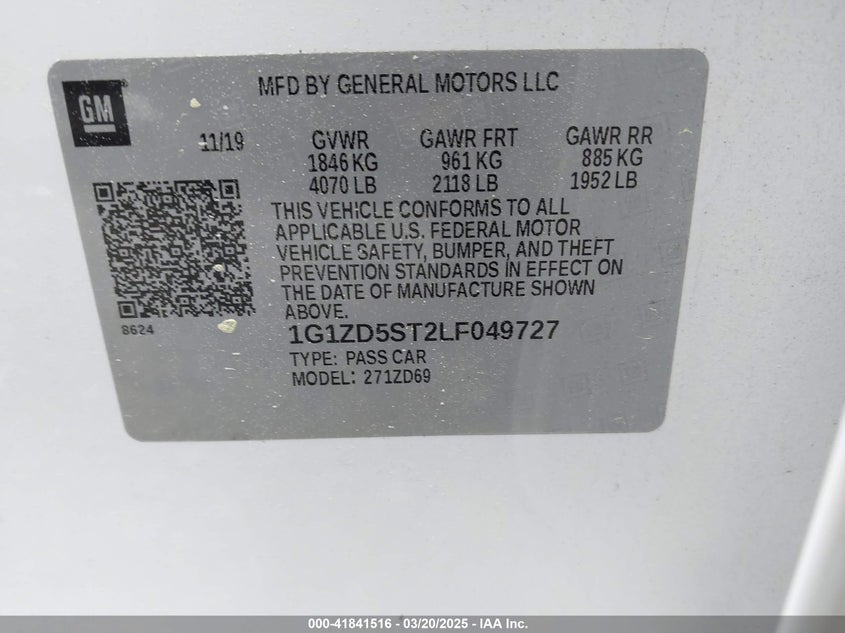 GM
MFD BY GENERAL MOTORS LLC
11/19 GVWR GAWR FRT GAWR RR
1846 KG 961 KG 885 KG
4070 LB 2118 LB 1952 LB
THIS VEHICLE CONFORMS TO ALL
APPLICABLE U.S. FEDERAL MOTOR
VEHICLE SAFETY, BUMPER, AND THEFT
PREVENTION STANDARDS IN EFFECT ON
THE DATE OF MANUFACTURE SHOWN
ABOVE.
8624
1G1ZD5ST2LF049727
TYPE: PASS CAR
MODEL: 271ZD69
000-41841516 - 03/20/2025 - IAA Inc.